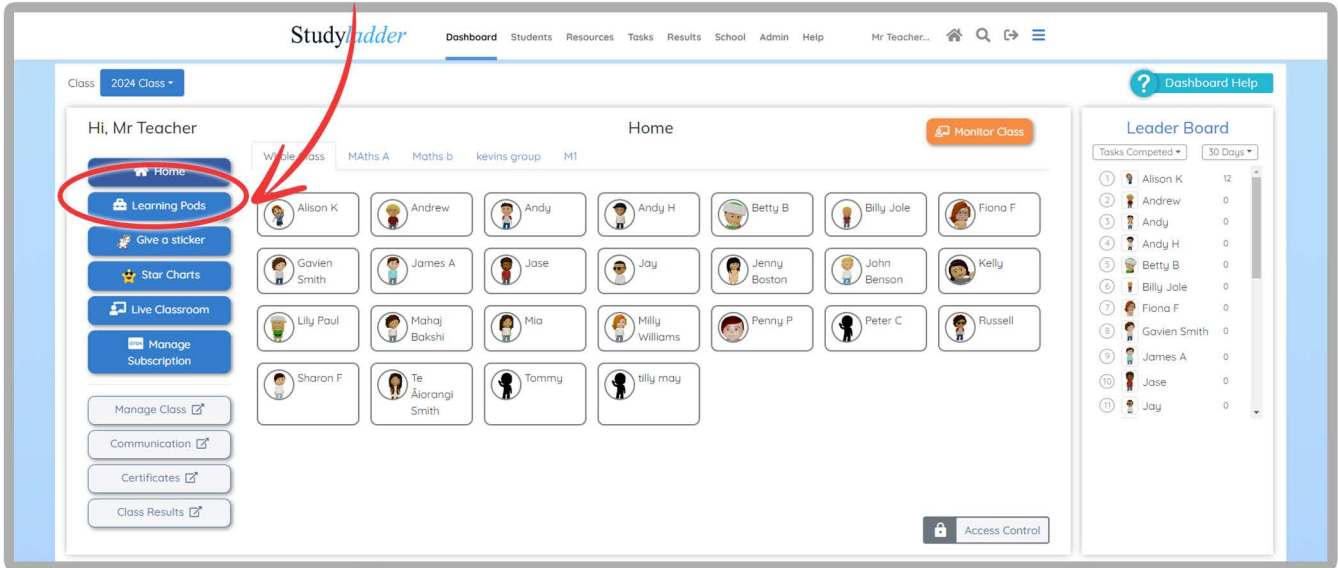 Studyladder
Dashboard Students Resources Tasks Results School Admin Help Mr Teacher...
Class 2024 Class
? Dashboard Help
Hi, Mr Teacher
Home
Monitor Class
Whole Class MAths A Maths b kevins group M1
Home
Learning Pods
Give a sticker
Star Charts
Live Classroom
Manage
Subscription
Manage Class
Communication
Certificates
Class Results
Alison K Andrew Andy Andy H Betty B Billy Jole Fiona F
Gavien
Smith
James A Jase Jay
Jenny
Boston
John
Benson
Kelly
Lily Paul
Mahaj
Bakshi
Mia
Milly
Williams
Penny P Peter C Russell
Sharon F
Te
Āiorangi
Smith
Tommy tilly may
Access Control
Leader Board
Tasks Competed 30 Days
1 Alison K 12
2 Andrew 0
3 Andy 0
4 Andy H 0
5 Betty B 0
6 Billy Jole 0
7 Fiona F 0
8 Gavien Smith 0
9 James A 0
10 Jase 0
11 Jay 0